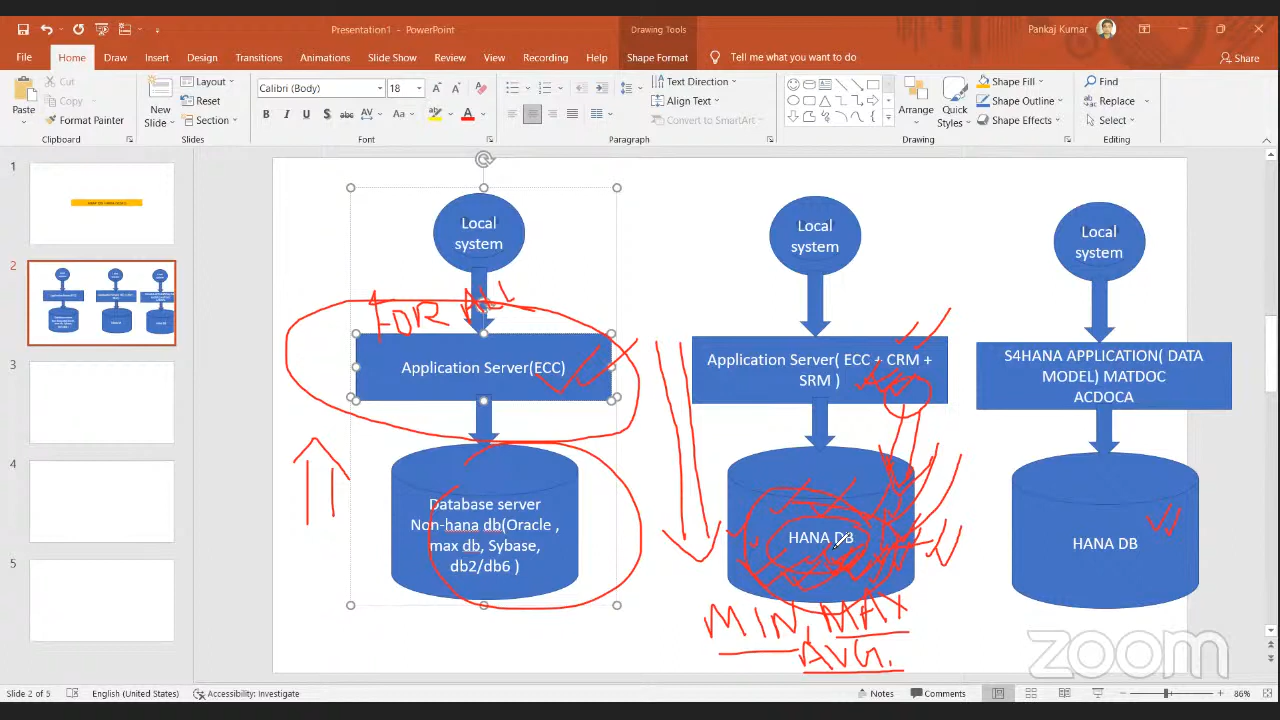 Presentation1 - PowerPoint
Drawing Tools
Pankaj Kumar
File Home Draw Insert Design Transitions Animations Slide Show Review View Recording Help Shape Format Tell me what you want to do
Share
Paste
Cut
Copy
Format Painter
Clipboard
New Slide
Layout
Reset
Section
Slides
Calibri (Body) 18
Font
Text Direction
Align Text
Convert to SmartArt
Paragraph
Arrange
Quick Styles
Shape Fill
Shape Outline
Shape Effects
Drawing
Find
Replace
Select
Editing
1
2
3
4
5
Local
system
FOR ALL
Application Server(ECC)
Database server
Non-hana db(Oracle ,
max db, Sybase,
db2/db6 )
Local
system
Application Server( ECC + CRM +
SRM )
HANA DB
MIN, MAX
AVG.
Local
system
S4HANA APPLICATION( DATA
MODEL) MATDOC
ACDOCA
HANA DB
zoom
Slide 2 of 5 English (United States) Accessibility: Investigate Notes Comments 86%